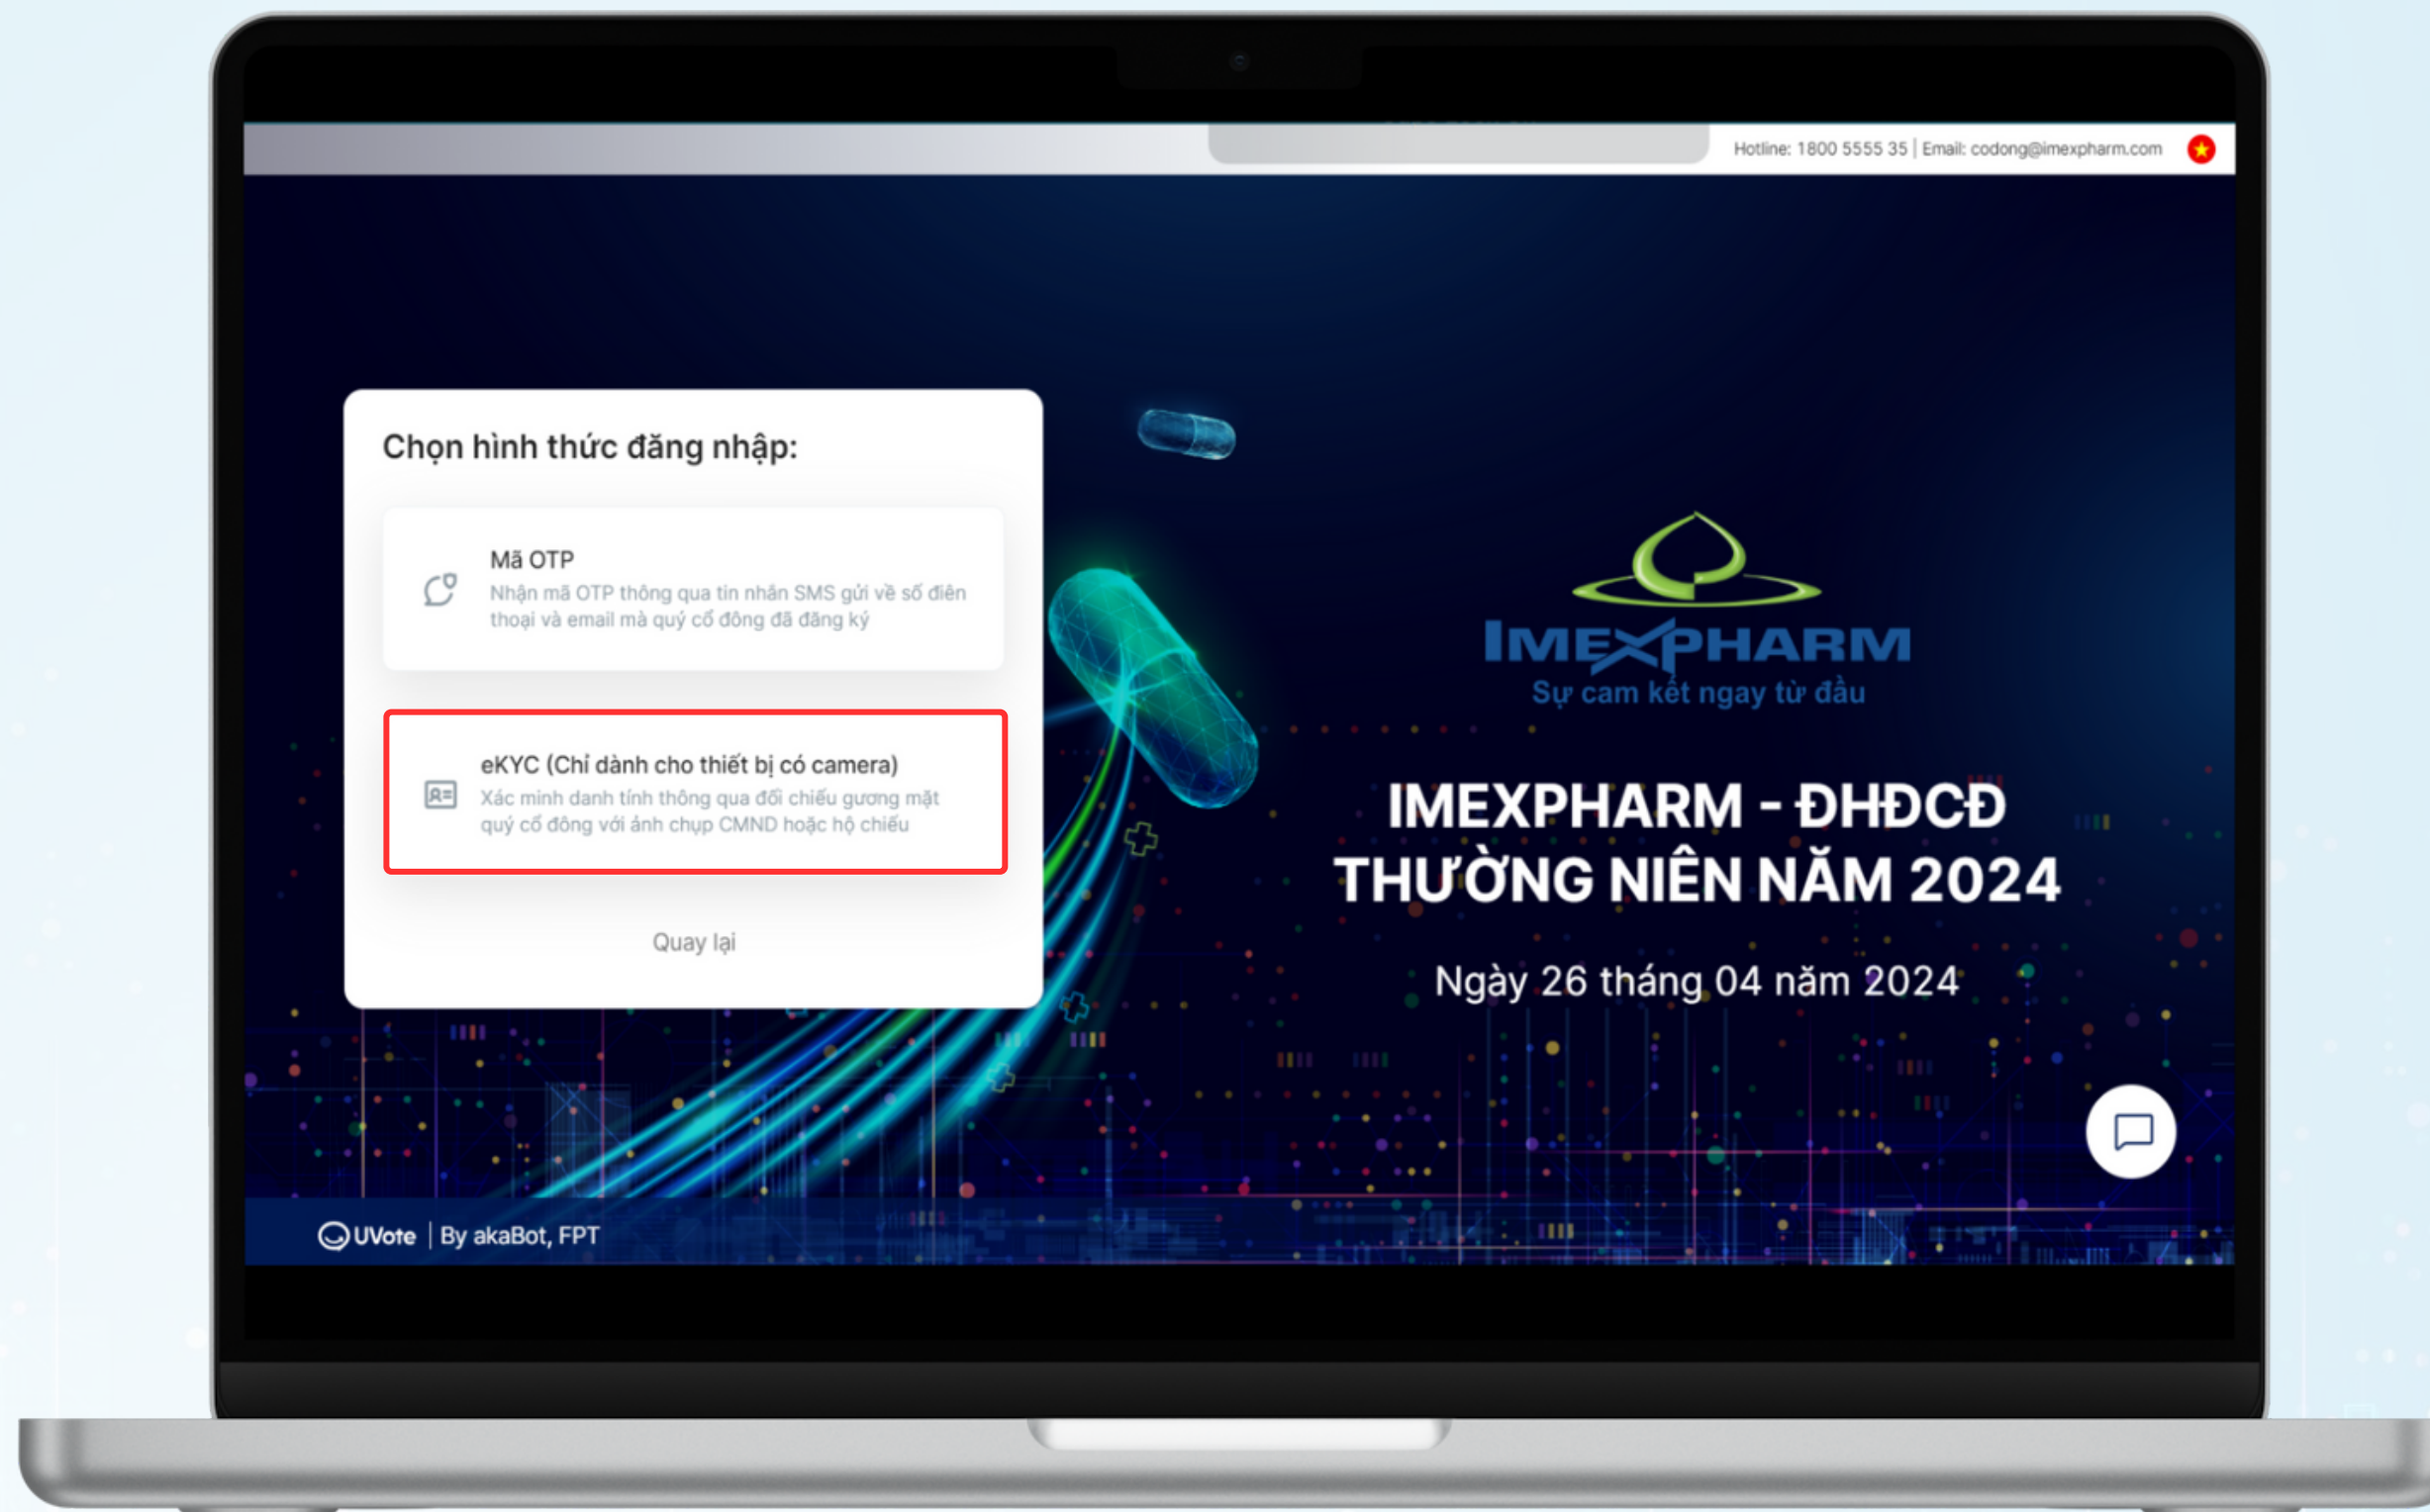 Hotline: 1800 5555 35 | Email: codong@imexpharm.com
Chọn hình thức đăng nhập:
Mã OTP
Nhận mã OTP thông qua tin nhắn SMS gửi về số điên
thoại và email mà quý cổ đông đã đăng ký
eKYC (Chỉ dành cho thiết bị có camera)
Xác minh danh tính thông qua đối chiếu gương mặt
quý cổ đông với ảnh chụp CMND hoặc hộ chiếu
Quay lại
IMEXPHARM
Sự cam kết ngay từ đầu
IMEXPHARM - ĐHĐCĐ
THƯỜNG NIÊN NĂM 2024
Ngày 26 tháng 04 năm 2024
UVote | By akaBot, FPT